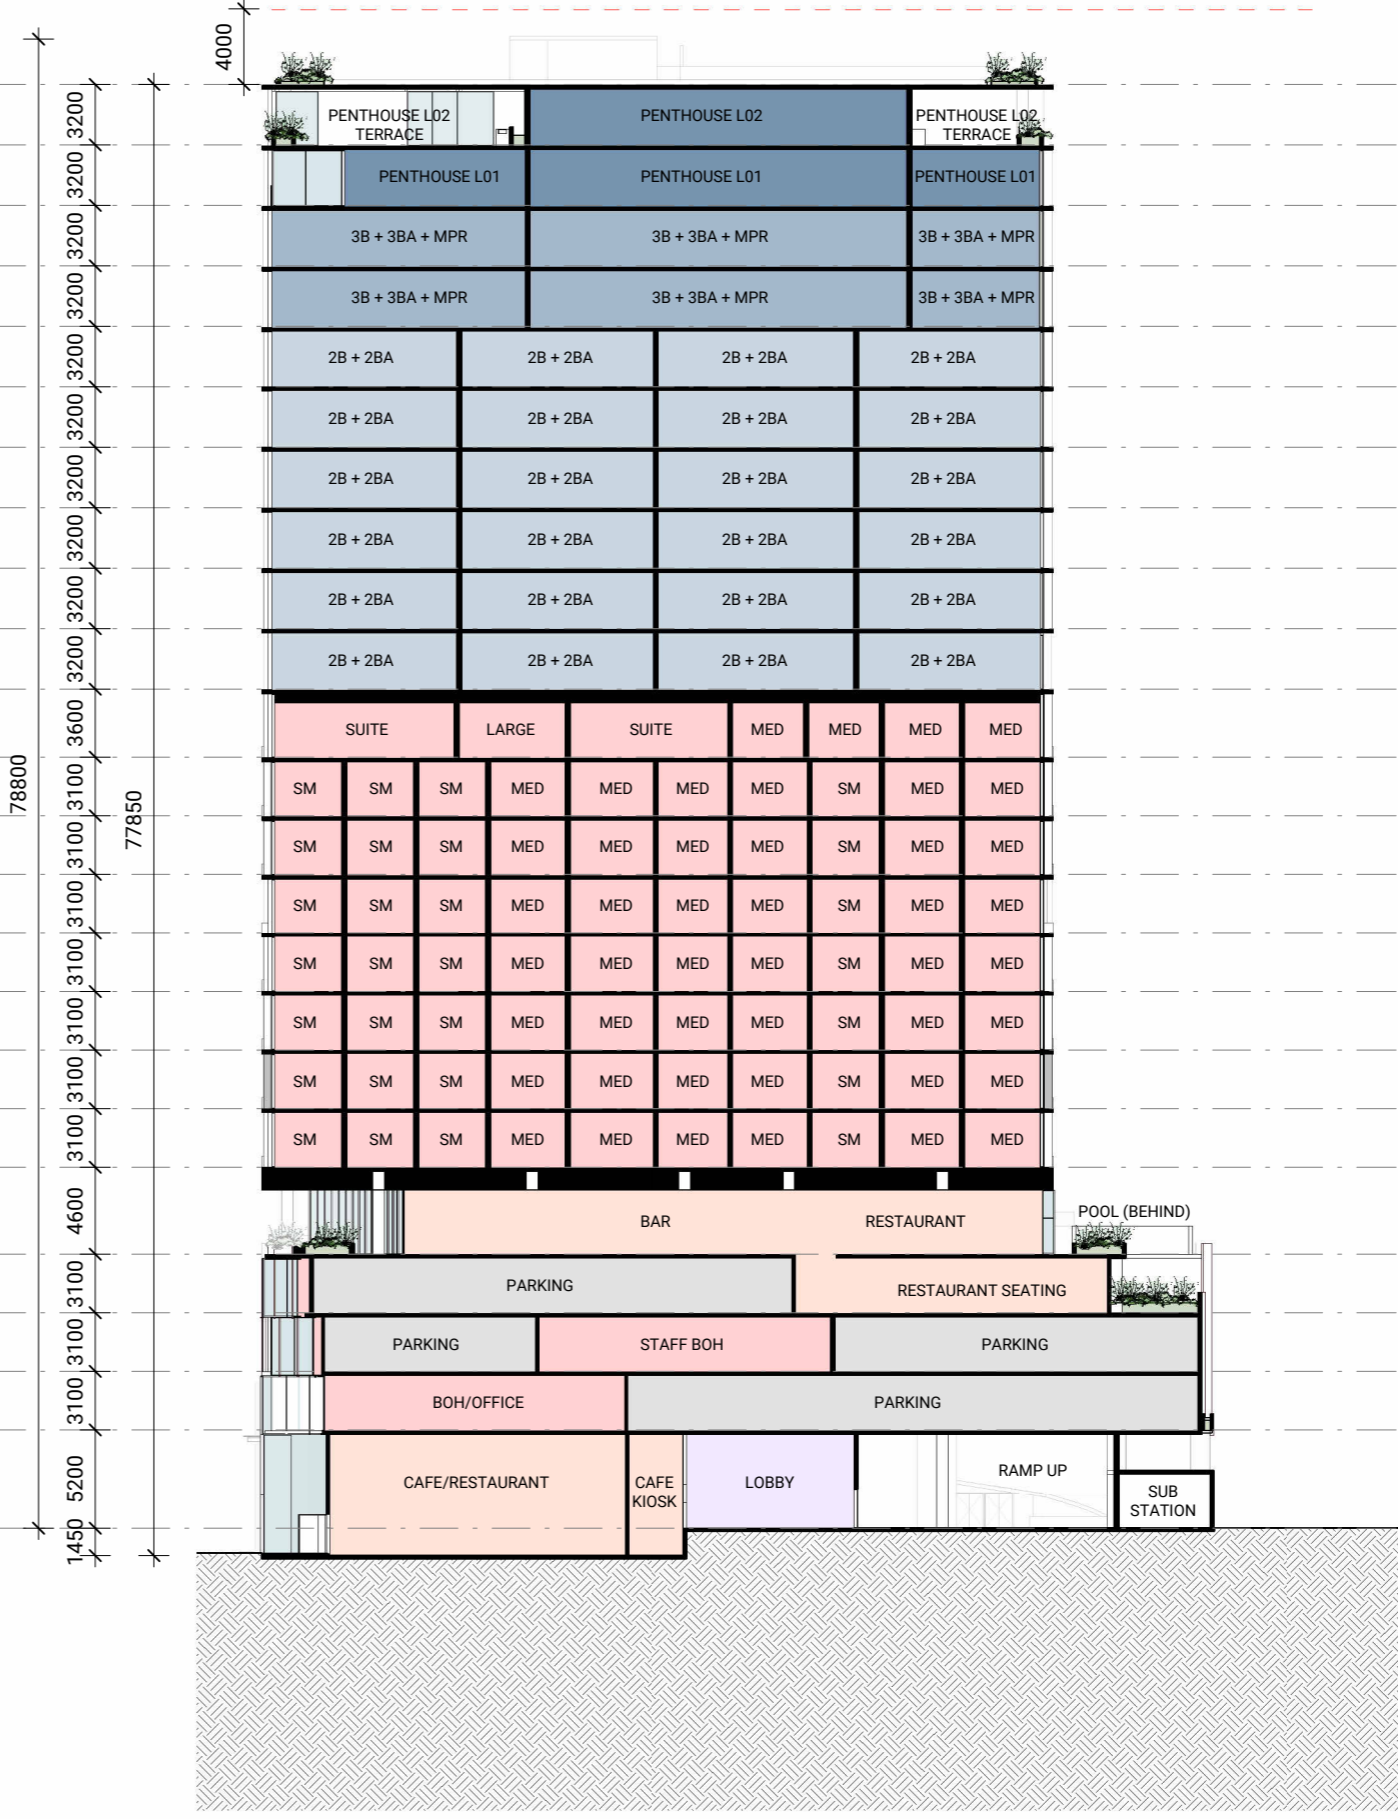 4000
3200
PENTHOUSE L02
TERRACE
PENTHOUSE L02
PENTHOUSE L02
TERRACE
3200
PENTHOUSE L01
PENTHOUSE L01
PENTHOUSE L01
3200
3B + 3BA + MPR
3B + 3BA + MPR
3B + 3BA + MPR
3200
3B + 3BA + MPR
3B + 3BA + MPR
3B + 3BA + MPR
3200
2B + 2BA
2B + 2BA
2B + 2BA
2B + 2BA
3200
2B + 2BA
2B + 2BA
2B + 2BA
2B + 2BA
3200
2B + 2BA
2B + 2BA
2B + 2BA
2B + 2BA
3200
2B + 2BA
2B + 2BA
2B + 2BA
2B + 2BA
3200
2B + 2BA
2B + 2BA
2B + 2BA
2B + 2BA
3200
2B + 2BA
2B + 2BA
2B + 2BA
2B + 2BA
3600
SUITE
LARGE
SUITE
MED
MED
MED
MED
78800
77850
3100
SM
SM
SM
MED
MED
MED
MED
SM
MED
MED
3100
SM
SM
SM
MED
MED
MED
MED
SM
MED
MED
3100
SM
SM
SM
MED
MED
MED
MED
SM
MED
MED
3100
SM
SM
SM
MED
MED
MED
MED
SM
MED
MED
3100
SM
SM
SM
MED
MED
MED
MED
SM
MED
MED
3100
SM
SM
SM
MED
MED
MED
MED
SM
MED
MED
3100
SM
SM
SM
MED
MED
MED
MED
SM
MED
MED
4600
BAR
RESTAURANT
POOL (BEHIND)
3100
PARKING
RESTAURANT SEATING
3100
PARKING
STAFF BOH
PARKING
3100
BOH/OFFICE
PARKING
5200
CAFE/RESTAURANT
CAFE
KIOSK
LOBBY
RAMP UP
SUB
STATION
1450